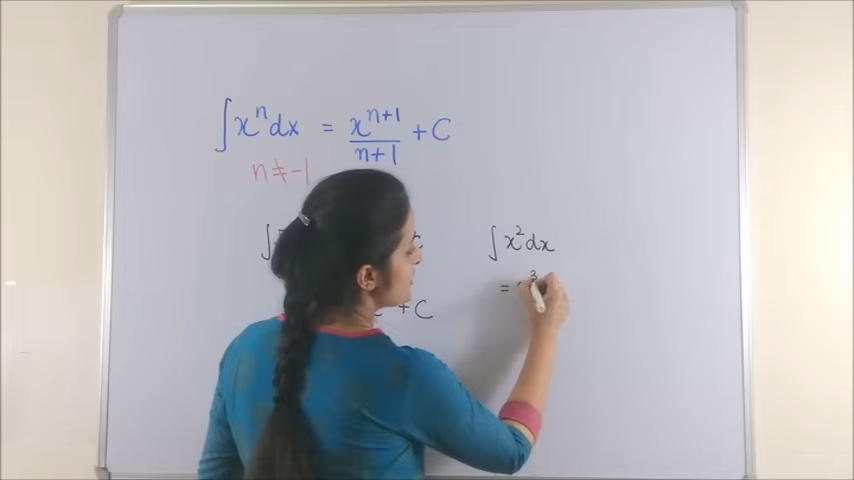 ∫xⁿdx = xⁿ⁺¹/n+1 + C
n ≠ -1
∫x²dx
+ C
=